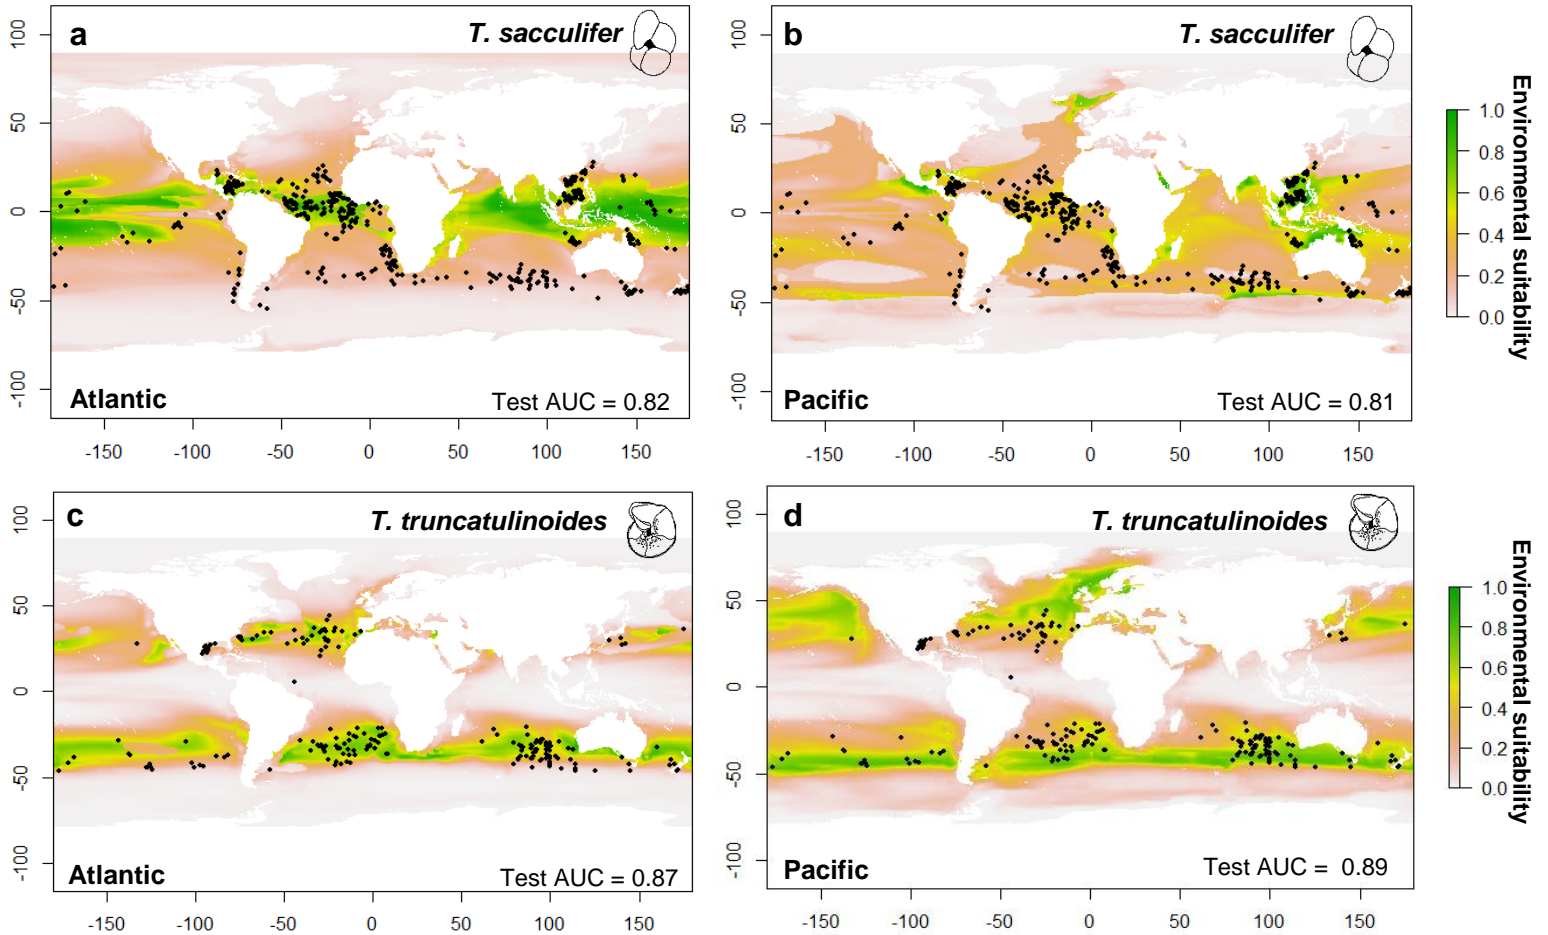 a
T. sacculifer
100
50
0
-50
-100
Atlantic
Test AUC = 0.82
-150 -100 -50 0 50 100 150
b
T. sacculifer
100
50
0
-50
-100
Pacific
Test AUC = 0.81
-150 -100 -50 0 50 100 150
1.0
0.8
0.6
0.4
0.2
0.0
Environmental suitability
c
T. truncatulinoides
100
50
0
-50
-100
Atlantic
Test AUC = 0.87
-150 -100 -50 0 50 100 150
d
T. truncatulinoides
100
50
0
-50
-100
Pacific
Test AUC = 0.89
-150 -100 -50 0 50 100 150
1.0
0.8
0.6
0.4
0.2
0.0
Environmental suitability